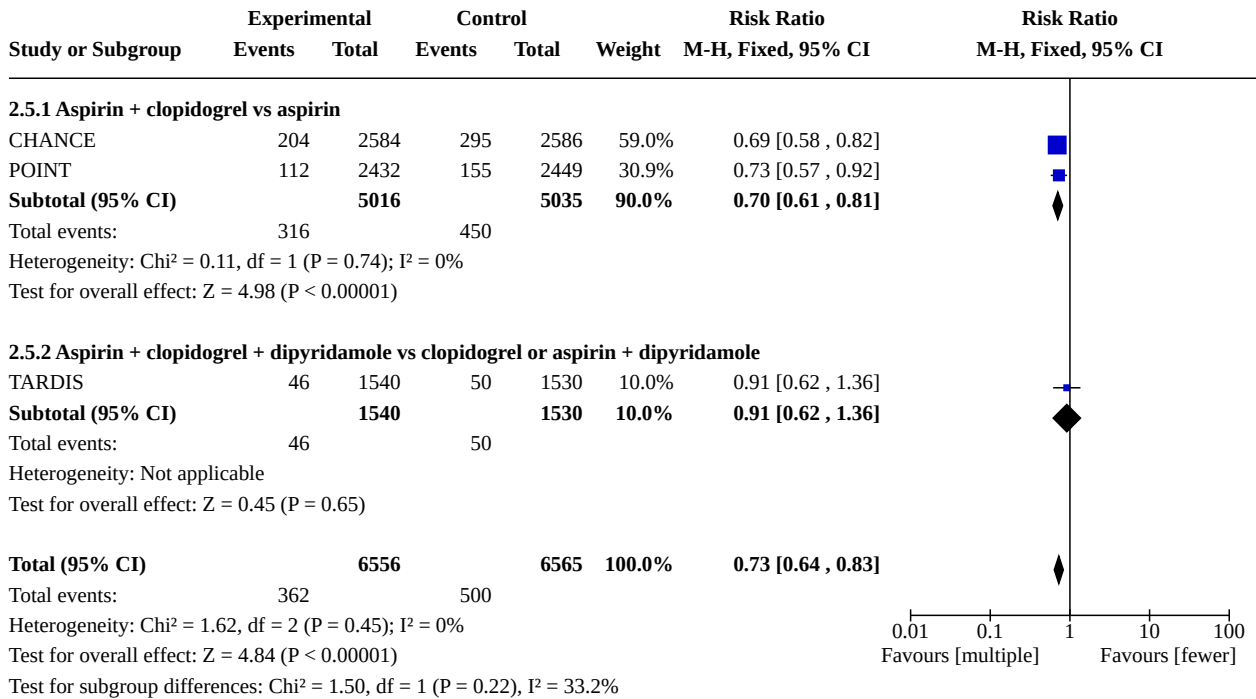 Experimental Control Risk Ratio Risk Ratio
Study or Subgroup Events Total Events Total Weight M-H, Fixed, 95% CI M-H, Fixed, 95% CI
2.5.1 Aspirin + clopidogrel vs aspirin
CHANCE 204 2584 295 2586 59.0% 0.69 [0.58 , 0.82]
POINT 112 2432 155 2449 30.9% 0.73 [0.57 , 0.92]
Subtotal (95% CI) 5016 5035 90.0% 0.70 [0.61 , 0.81]
Total events: 316 450
Heterogeneity: Chi² = 0.11, df = 1 (P = 0.74); I² = 0%
Test for overall effect: Z = 4.98 (P < 0.00001)
2.5.2 Aspirin + clopidogrel + dipyridamole vs clopidogrel or aspirin + dipyridamole
TARDIS 46 1540 50 1530 10.0% 0.91 [0.62 , 1.36]
Subtotal (95% CI) 1540 1530 10.0% 0.91 [0.62 , 1.36]
Total events: 46 50
Heterogeneity: Not applicable
Test for overall effect: Z = 0.45 (P = 0.65)
Total (95% CI) 6556 6565 100.0% 0.73 [0.64 , 0.83]
Total events: 362 500
Heterogeneity: Chi² = 1.62, df = 2 (P = 0.45); I² = 0%
Test for overall effect: Z = 4.84 (P < 0.00001)
Test for subgroup differences: Chi² = 1.50, df = 1 (P = 0.22), I² = 33.2%
0.01 0.1 1 10 100
Favours [multiple] Favours [fewer]